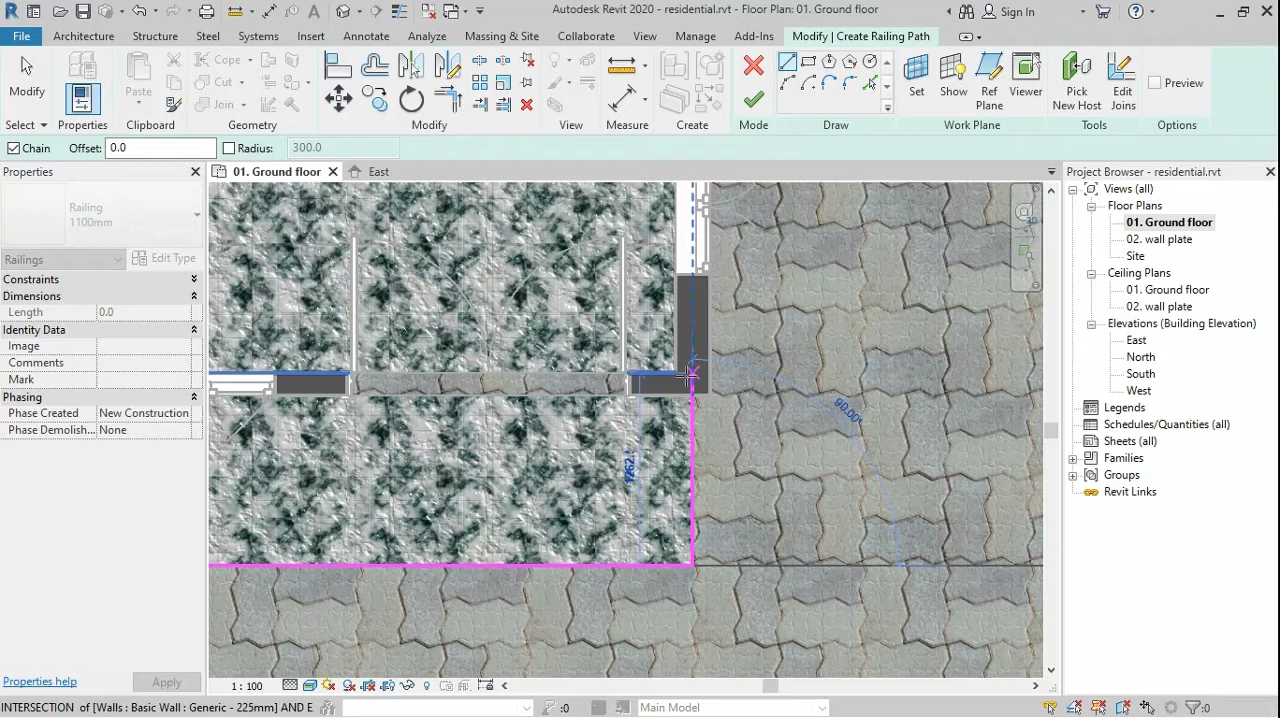 Autodesk Revit 2020 - residential.rvt - Floor Plan: 01. Ground floor
Sign In
File Architecture Structure Steel Systems Insert Annotate Analyze Massing & Site Collaborate View Manage Add-Ins Modify | Create Railing Path
Modify
Paste
Cope
Cut
Join
Set
Show
Ref Plane
Viewer
Pick New Host
Edit Joins
Preview
Select Properties Clipboard Geometry Modify View Measure Create Mode Draw Work Plane Tools Options
Chain Offset: 0.0 Radius: 300.0
Properties
Railing
1100mm
Railings
Edit Type
Constraints
Dimensions
Length 0.0
Identity Data
Image
Comments
Mark
Phasing
Phase Created New Construction
Phase Demolish... None
Properties help
Apply
01. Ground floor
East
90.00°
1262.
1 : 100
Project Browser - residential.rvt
Views (all)
Floor Plans
01. Ground floor
02. wall plate
Site
Ceiling Plans
01. Ground floor
02. wall plate
Elevations (Building Elevation)
East
North
South
West
Legends
Schedules/Quantities (all)
Sheets (all)
Families
Groups
Revit Links
INTERSECTION of [Walls : Basic Wall : Generic - 225mm] AND E
:0
Main Model
:0